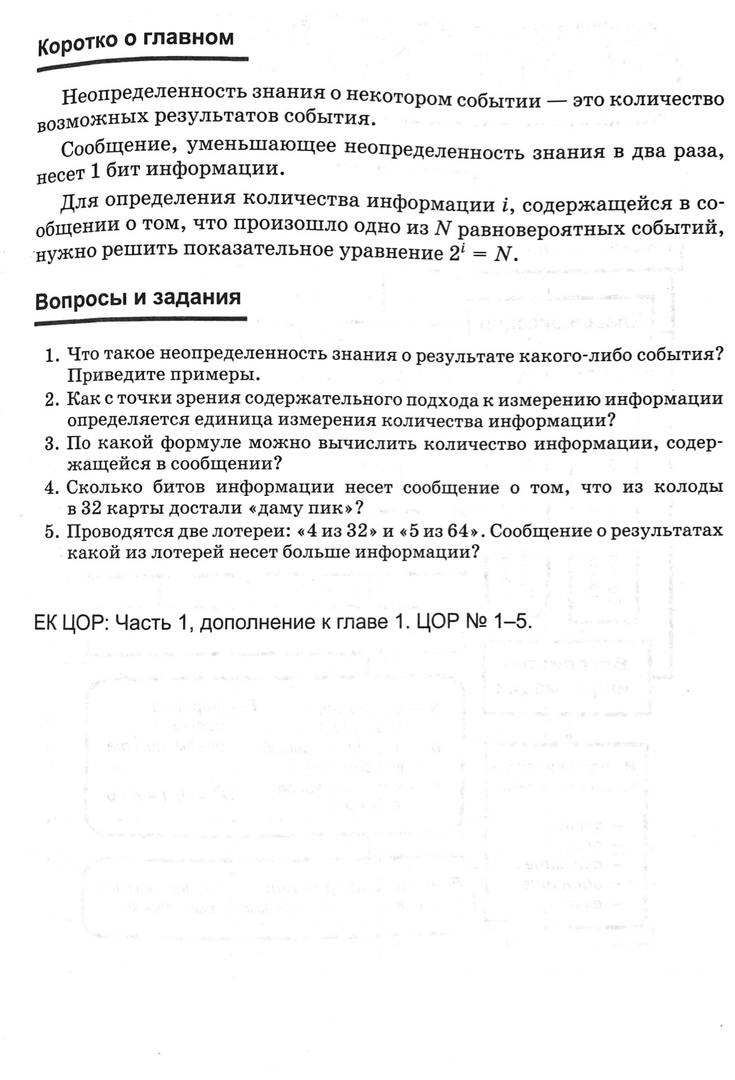 Коротко о главном
Неопределенность знания о некотором событии — это количество
возможных результатов события.
Сообщение, уменьшающее неопределенность знания в два раза,
несет 1 бит информации.
Для определения количества информации i, содержащейся в со-
общении о том, что произошло одно из N равновероятных событий,
нужно решить показательное уравнение 2^i = N.
Вопросы и задания
1. Что такое неопределенность знания о результате какого-либо события?
Приведите примеры.
2. Как с точки зрения содержательного подхода к измерению информации
определяется единица измерения количества информации?
3. По какой формуле можно вычислить количество информации, содер-
жащейся в сообщении?
4. Сколько битов информации несет сообщение о том, что из колоды
в 32 карты достали «даму пик»?
5. Проводятся две лотереи: «4 из 32» и «5 из 64». Сообщение о результатах
какой из лотерей несет больше информации?
ЕК ЦОР: Часть 1, дополнение к главе 1. ЦОР № 1–5.